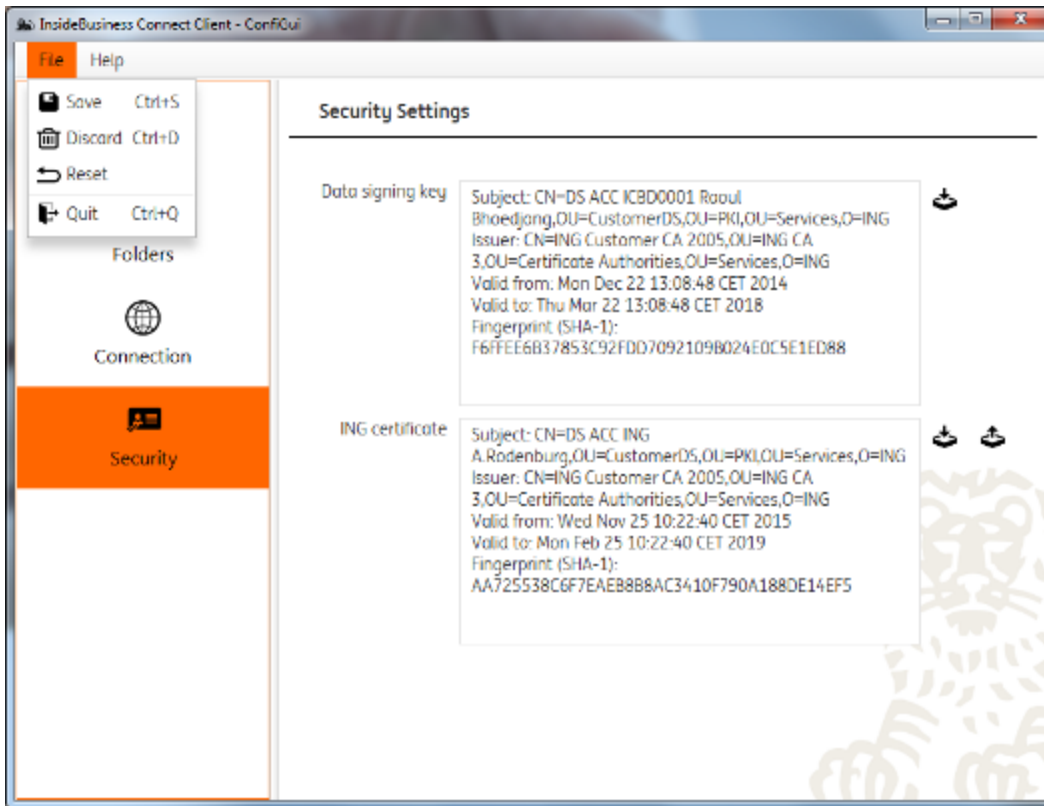 InsideBusiness Connect Client - ConfiGui
File Help
Save Ctrl+S
Discard Ctrl+D
Reset
Quit Ctrl+Q
Folders
Connection
Security
Security Settings
Data signing key
Subject: CN=DS ACC ICBD0001 Raoul
Bhoedjang,OU=CustomerDS,OU=PKI,OU=Services,O=ING
Issuer: CN=ING Customer CA 2005,OU=ING CA
3,OU=Certificate Authorities,OU=Services,O=ING
Valid from: Mon Dec 22 13:08:48 CET 2014
Valid to: Thu Mar 22 13:08:48 CET 2018
Fingerprint (SHA-1):
F6FFEE6B37853C92FDD7092109B024E0C5E1ED88
ING certificate
Subject: CN=DS ACC ING
A.Rodenburg,OU=CustomerDS,OU=PKI,OU=Services,O=ING
Issuer: CN=ING Customer CA 2005,OU=ING CA
3,OU=Certificate Authorities,OU=Services,O=ING
Valid from: Wed Nov 25 10:22:40 CET 2015
Valid to: Mon Feb 25 10:22:40 CET 2019
Fingerprint (SHA-1):
AA725538C6F7EAEB8B8AC3410F790A188DE14EF5